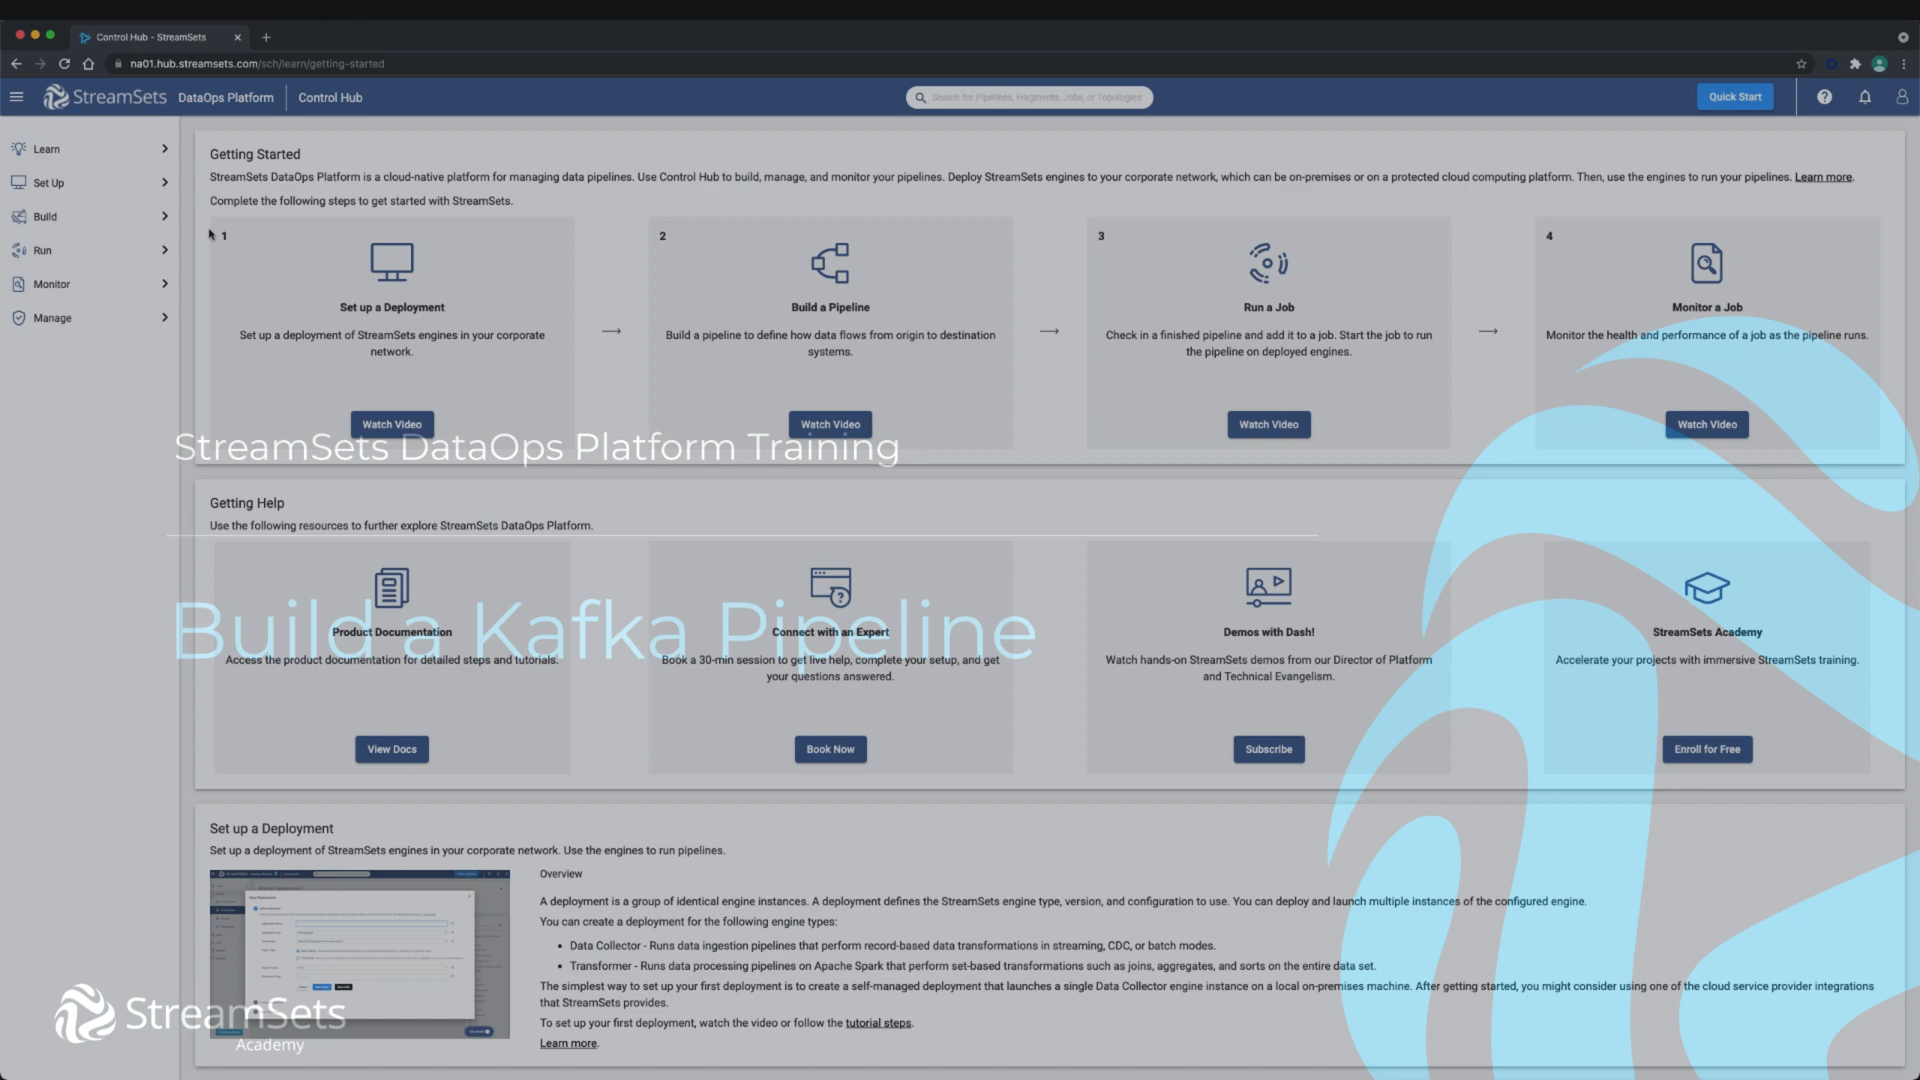 Control Hub - StreamSets
na01.hub.streamsets.com/sch/learn/getting-started
StreamSets DataOps Platform Control Hub
Search for Pipelines, Fragments, Jobs, or Topologies
Quick Start
Learn
Set Up
Build
Run
Monitor
Manage
Getting Started
StreamSets DataOps Platform is a cloud-native platform for managing data pipelines. Use Control Hub to build, manage, and monitor your pipelines. Deploy StreamSets engines to your corporate network, which can be on-premises or on a protected cloud computing platform. Then, use the engines to run your pipelines. Learn more.
Complete the following steps to get started with StreamSets.
1
Set up a Deployment
Set up a deployment of StreamSets engines in your corporate
network.
Watch Video
2
Build a Pipeline
Build a pipeline to define how data flows from origin to destination
systems.
Watch Video
3
Run a Job
Check in a finished pipeline and add it to a job. Start the job to run
the pipeline on deployed engines.
Watch Video
4
Monitor a Job
Monitor the health and performance of a job as the pipeline runs.
Watch Video
StreamSets DataOps Platform Training
Getting Help
Use the following resources to further explore StreamSets DataOps Platform.
Build a Kafka Pipeline
Product Documentation
Access the product documentation for detailed steps and tutorials.
View Docs
Connect with an Expert
Book a 30-min session to get live help, complete your setup, and get
your questions answered.
Book Now
Demos with Dash!
Watch hands-on StreamSets demos from our Director of Platform
and Technical Evangelism.
Subscribe
StreamSets Academy
Accelerate your projects with immersive StreamSets training.
Enroll for Free
Set up a Deployment
Set up a deployment of StreamSets engines in your corporate network. Use the engines to run pipelines.
Overview
A deployment is a group of identical engine instances. A deployment defines the StreamSets engine type, version, and configuration to use. You can deploy and launch multiple instances of the configured engine.
You can create a deployment for the following engine types:
• Data Collector - Runs data ingestion pipelines that perform record-based data transformations in streaming, CDC, or batch modes.
• Transformer - Runs data processing pipelines on Apache Spark that perform set-based transformations such as joins, aggregates, and sorts on the entire data set.
The simplest way to set up your first deployment is to create a self-managed deployment that launches a single Data Collector engine instance on a local on-premises machine. After getting started, you might consider using one of the cloud service provider integrations
that StreamSets provides.
To set up your first deployment, watch the video or follow the tutorial steps.
Learn more.
StreamSets
Academy